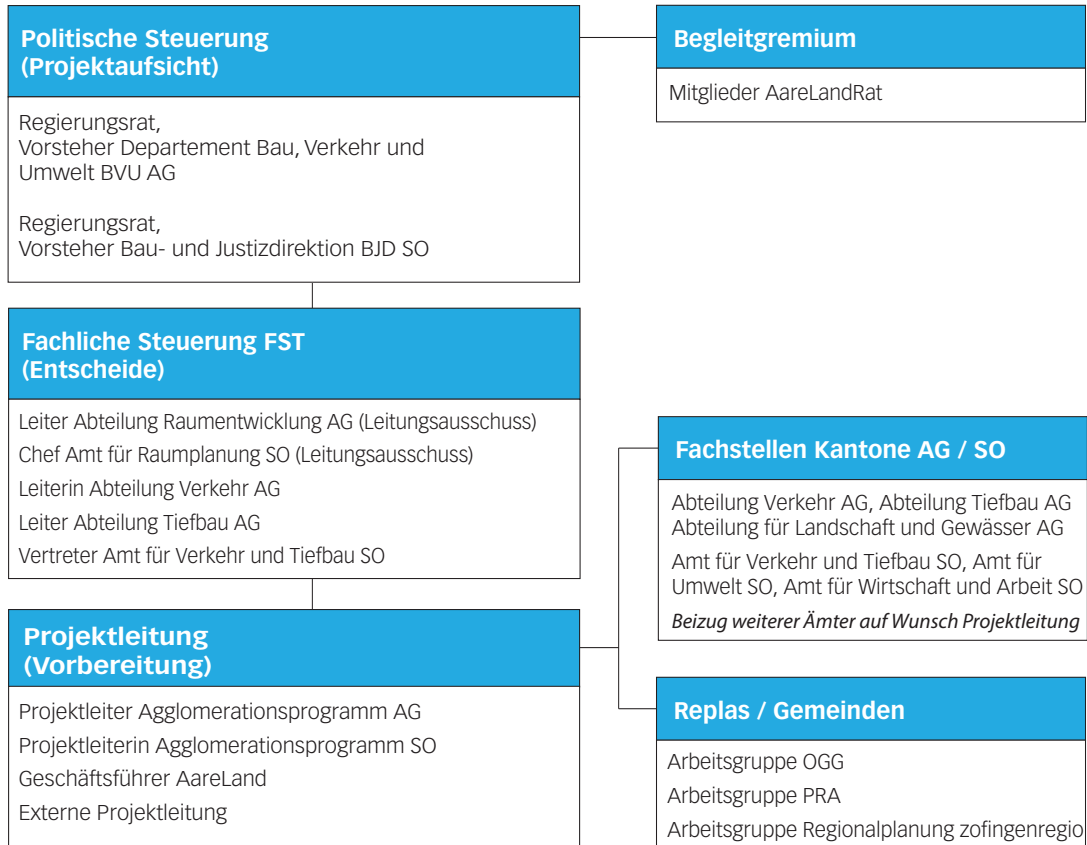 Politische Steuerung
(Projektaufsicht)
Regierungsrat,
Vorsteher Departement Bau, Verkehr und
Umwelt BVU AG
Regierungsrat,
Vorsteher Bau- und Justizdirektion BJD SO
Begleitgremium
Mitglieder AareLandRat
Fachliche Steuerung FST
(Entscheide)
Leiter Abteilung Raumentwicklung AG (Leitungsausschuss)
Chef Amt für Raumplanung SO (Leitungsausschuss)
Leiterin Abteilung Verkehr AG
Leiter Abteilung Tiefbau AG
Vertreter Amt für Verkehr und Tiefbau SO
Fachstellen Kantone AG / SO
Abteilung Verkehr AG, Abteilung Tiefbau AG
Abteilung für Landschaft und Gewässer AG
Amt für Verkehr und Tiefbau SO, Amt für
Umwelt SO, Amt für Wirtschaft und Arbeit SO
Beizug weiterer Ämter auf Wunsch Projektleitung
Projektleitung
(Vorbereitung)
Projektleiter Agglomerationsprogramm AG
Projektleiterin Agglomerationsprogramm SO
Geschäftsführer AareLand
Externe Projektleitung
Replas / Gemeinden
Arbeitsgruppe OGG
Arbeitsgruppe PRA
Arbeitsgruppe Regionalplanung zofingenregio